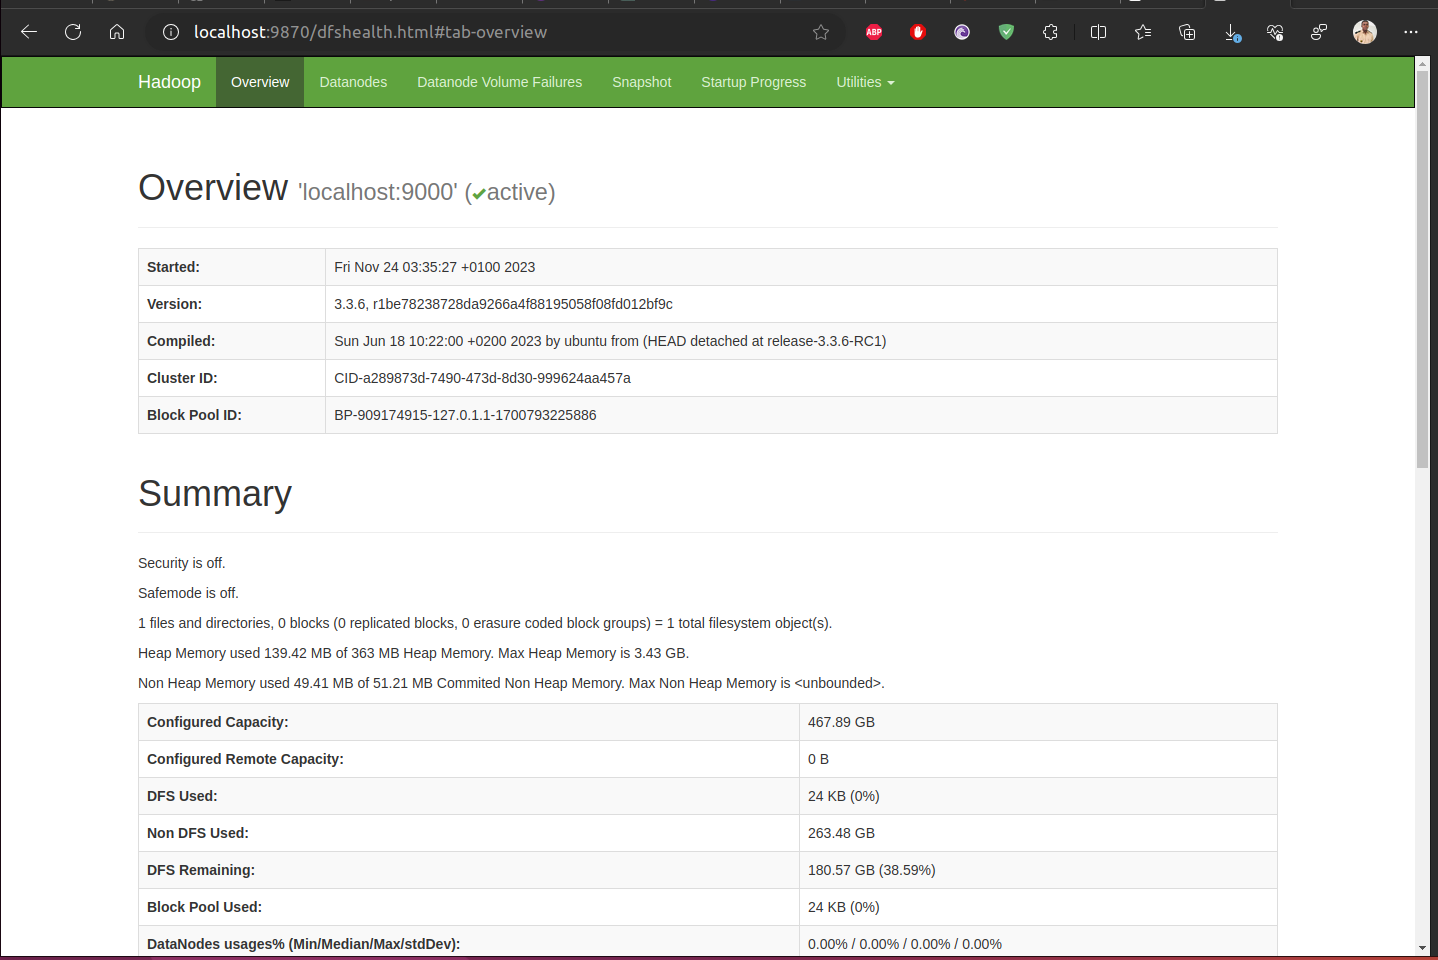 localhost:9870/dfshealth.html#tab-overview ABP
Hadoop Overview Datanodes Datanode Volume Failures Snapshot Startup Progress Utilities
Overview 'localhost:9000' (✔active)
Started: Fri Nov 24 03:35:27 +0100 2023
Version: 3.3.6, r1be78238728da9266a4f88195058f08fd012bf9c
Compiled: Sun Jun 18 10:22:00 +0200 2023 by ubuntu from (HEAD detached at release-3.3.6-RC1)
Cluster ID: CID-a289873d-7490-473d-8d30-999624aa457a
Block Pool ID: BP-909174915-127.0.1.1-1700793225886
Summary
Security is off.
Safemode is off.
1 files and directories, 0 blocks (0 replicated blocks, 0 erasure coded block groups) = 1 total filesystem object(s).
Heap Memory used 139.42 MB of 363 MB Heap Memory. Max Heap Memory is 3.43 GB.
Non Heap Memory used 49.41 MB of 51.21 MB Commited Non Heap Memory. Max Non Heap Memory is <unbounded>.
Configured Capacity: 467.89 GB
Configured Remote Capacity: 0 B
DFS Used: 24 KB (0%)
Non DFS Used: 263.48 GB
DFS Remaining: 180.57 GB (38.59%)
Block Pool Used: 24 KB (0%)
DataNodes usages% (Min/Median/Max/stdDev): 0.00% / 0.00% / 0.00% / 0.00%